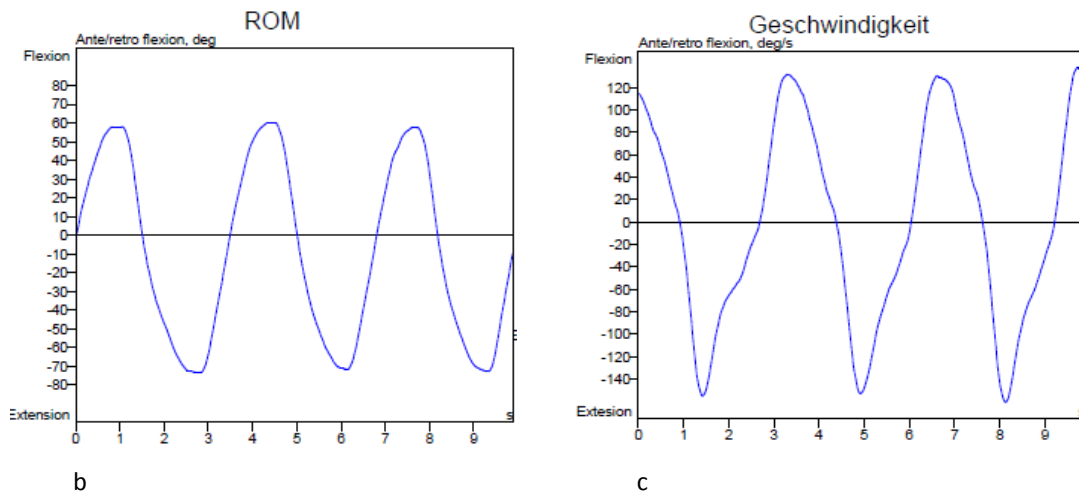 ROM
Ante/retro flexion, deg
Flexion
80
70
60
50
40
30
20
10
0
-10
-20
-30
-40
-50
-60
-70
-80
Extension
s
0 1 2 3 4 5 6 7 8 9
b
Geschwindigkeit
Ante/retro flexion, deg/s
Flexion
120
100
80
60
40
20
0
-20
-40
-60
-80
-100
-120
-140
Extesion
0 1 2 3 4 5 6 7 8 9
c